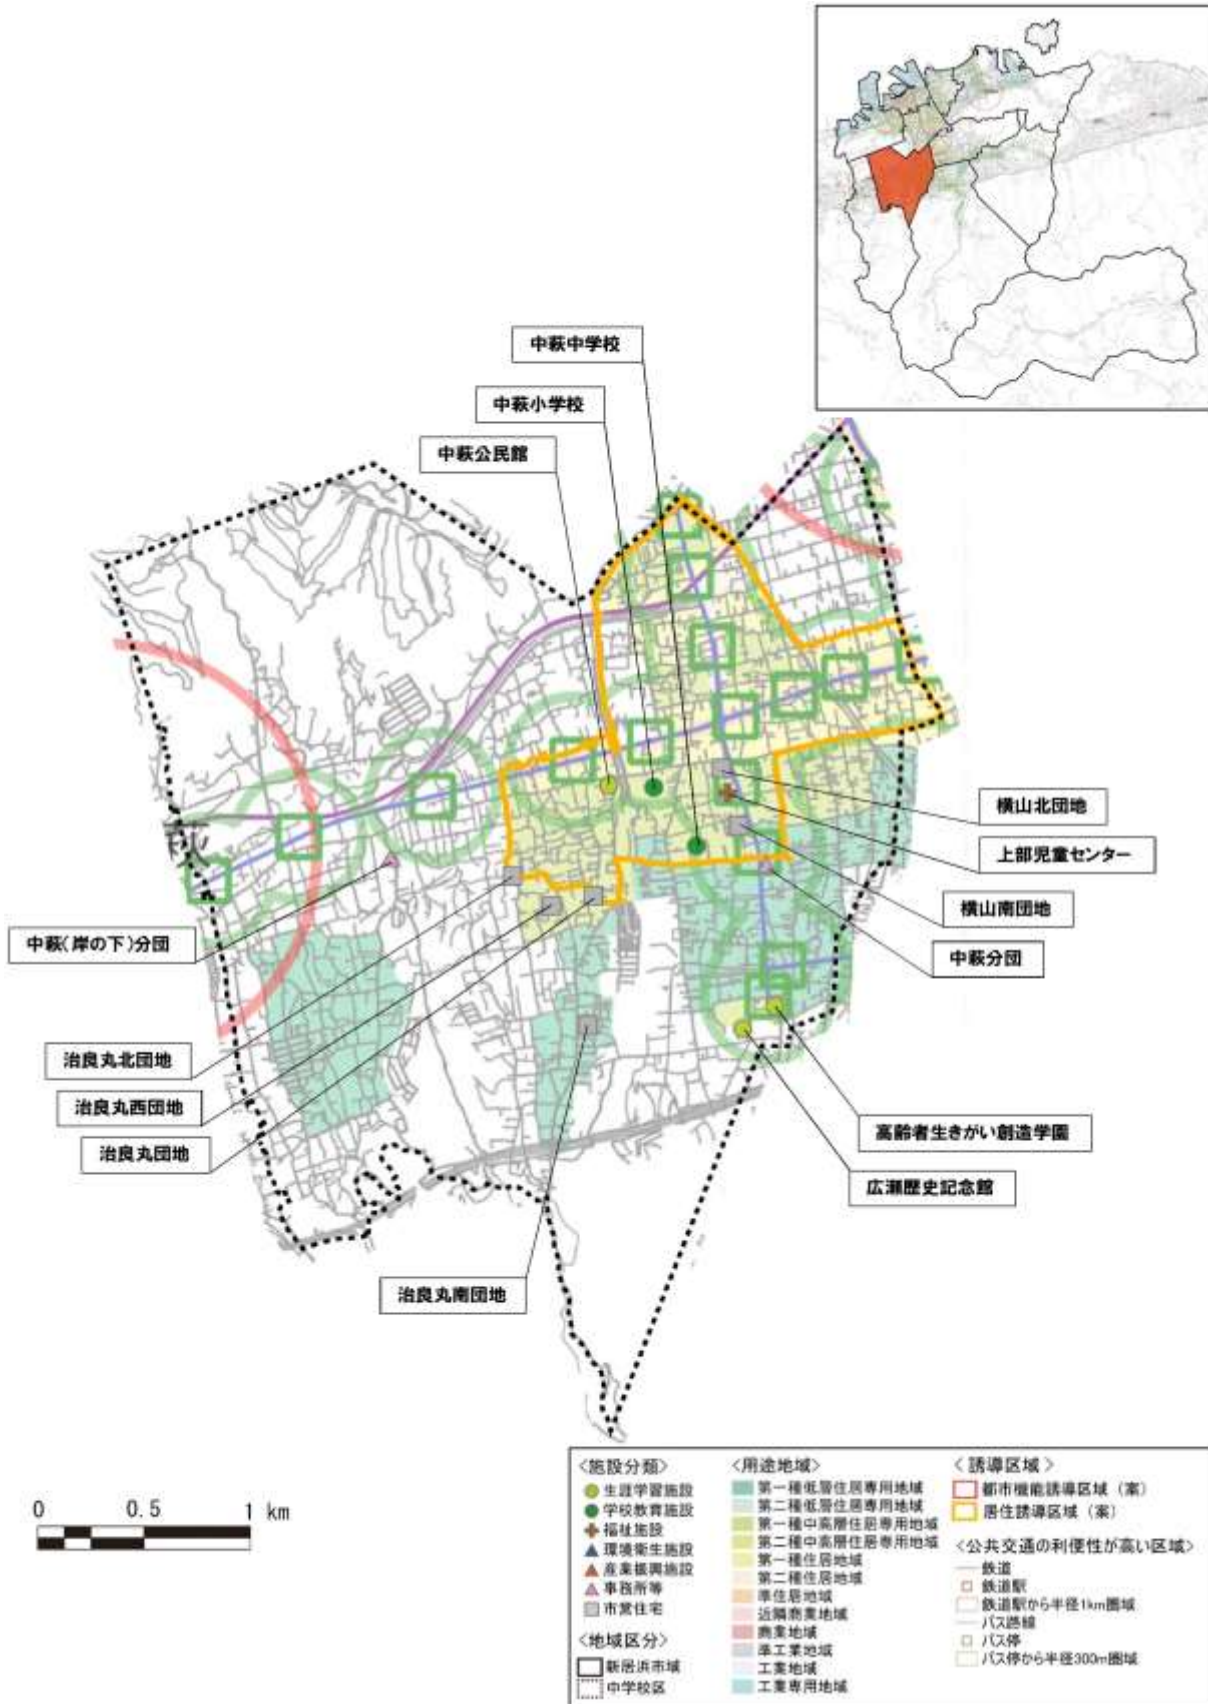 中萩中学校
中萩小学校
中萩公民館
萩
横山北団地
上部児童センター
横山南団地
中萩分団
中萩(岸の下)分団
治良丸北団地
治良丸西団地
治良丸団地
高齢者生きがい創造学園
広瀬歴史記念館
治良丸南団地
0 0.5 1 km
<施設分類>
生涯学習施設
学校教育施設
福祉施設
環境衛生施設
産業振興施設
事務所等
市営住宅
<地域区分>
新居浜市域
中学校区
<用途地域>
第一種低層住居専用地域
第二種低層住居専用地域
第一種中高層住居専用地域
第二種中高層住居専用地域
第一種住居地域
第二種住居地域
準住居地域
近隣商業地域
商業地域
準工業地域
工業地域
工業専用地域
<誘導区域>
都市機能誘導区域(案)
居住誘導区域(案)
<公共交通の利便性が高い区域>
鉄道
鉄道駅
鉄道駅から半径1km圏域
バス路線
バス停
バス停から半径300m圏域